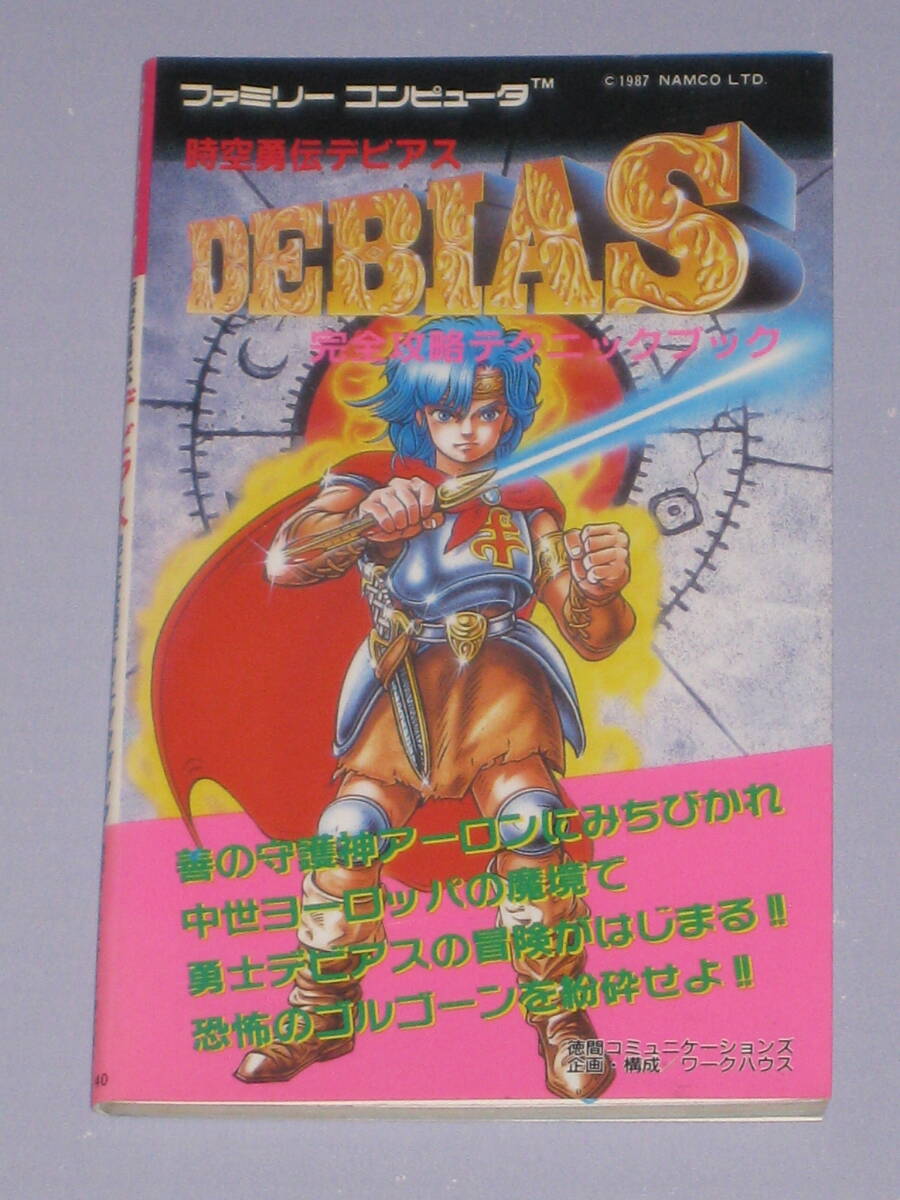 ファミリー コンピュータ™
©1987 NAMCO LTD.
時空勇伝デビアス
DEBIAS
完全攻略テクニックブック
善の守護神アーロンにみちびかれ
中世ヨーロッパの魔境で
勇士デビアスの冒険がはじまる!!
恐怖のゴルゴーンを紛砕せよ!!
徳間コミュニケーションズ
企画・構成/ワークハウス
40